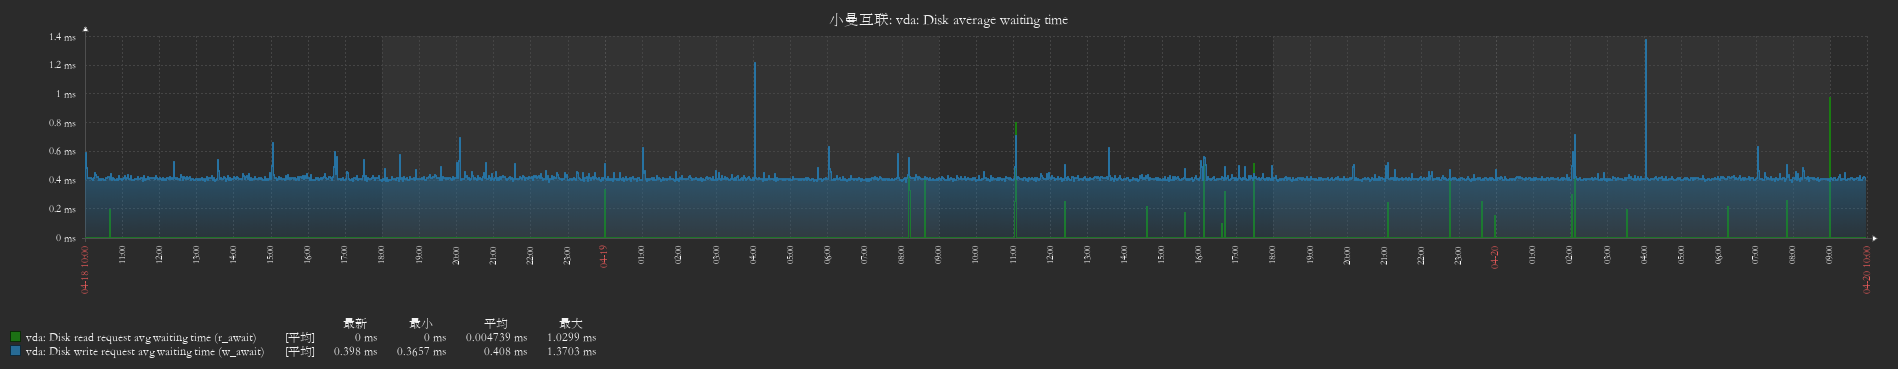 小曼互联: vda: Disk average waiting time
1.4 ms
1.2 ms
1 ms
0.8 ms
0.6 ms
0.4 ms
0.2 ms
0 ms
04-18 10:00 11:00 12:00 13:00 14:00 15:00 16:00 17:00 18:00 19:00 20:00 21:00 22:00 23:00 04-19 01:00 02:00 03:00 04:00 05:00 06:00 07:00 08:00 09:00 10:00 11:00 12:00 13:00 14:00 15:00 16:00 17:00 18:00 19:00 20:00 21:00 22:00 23:00 04-20 01:00 02:00 03:00 04:00 05:00 06:00 07:00 08:00 09:00 04-20 10:00
最新 最小 平均 最大
vda: Disk read request avg waiting time (r_await) [平均] 0 ms 0 ms 0.004739 ms 1.0299 ms
vda: Disk write request avg waiting time (w_await) [平均] 0.398 ms 0.3657 ms 0.408 ms 1.3703 ms